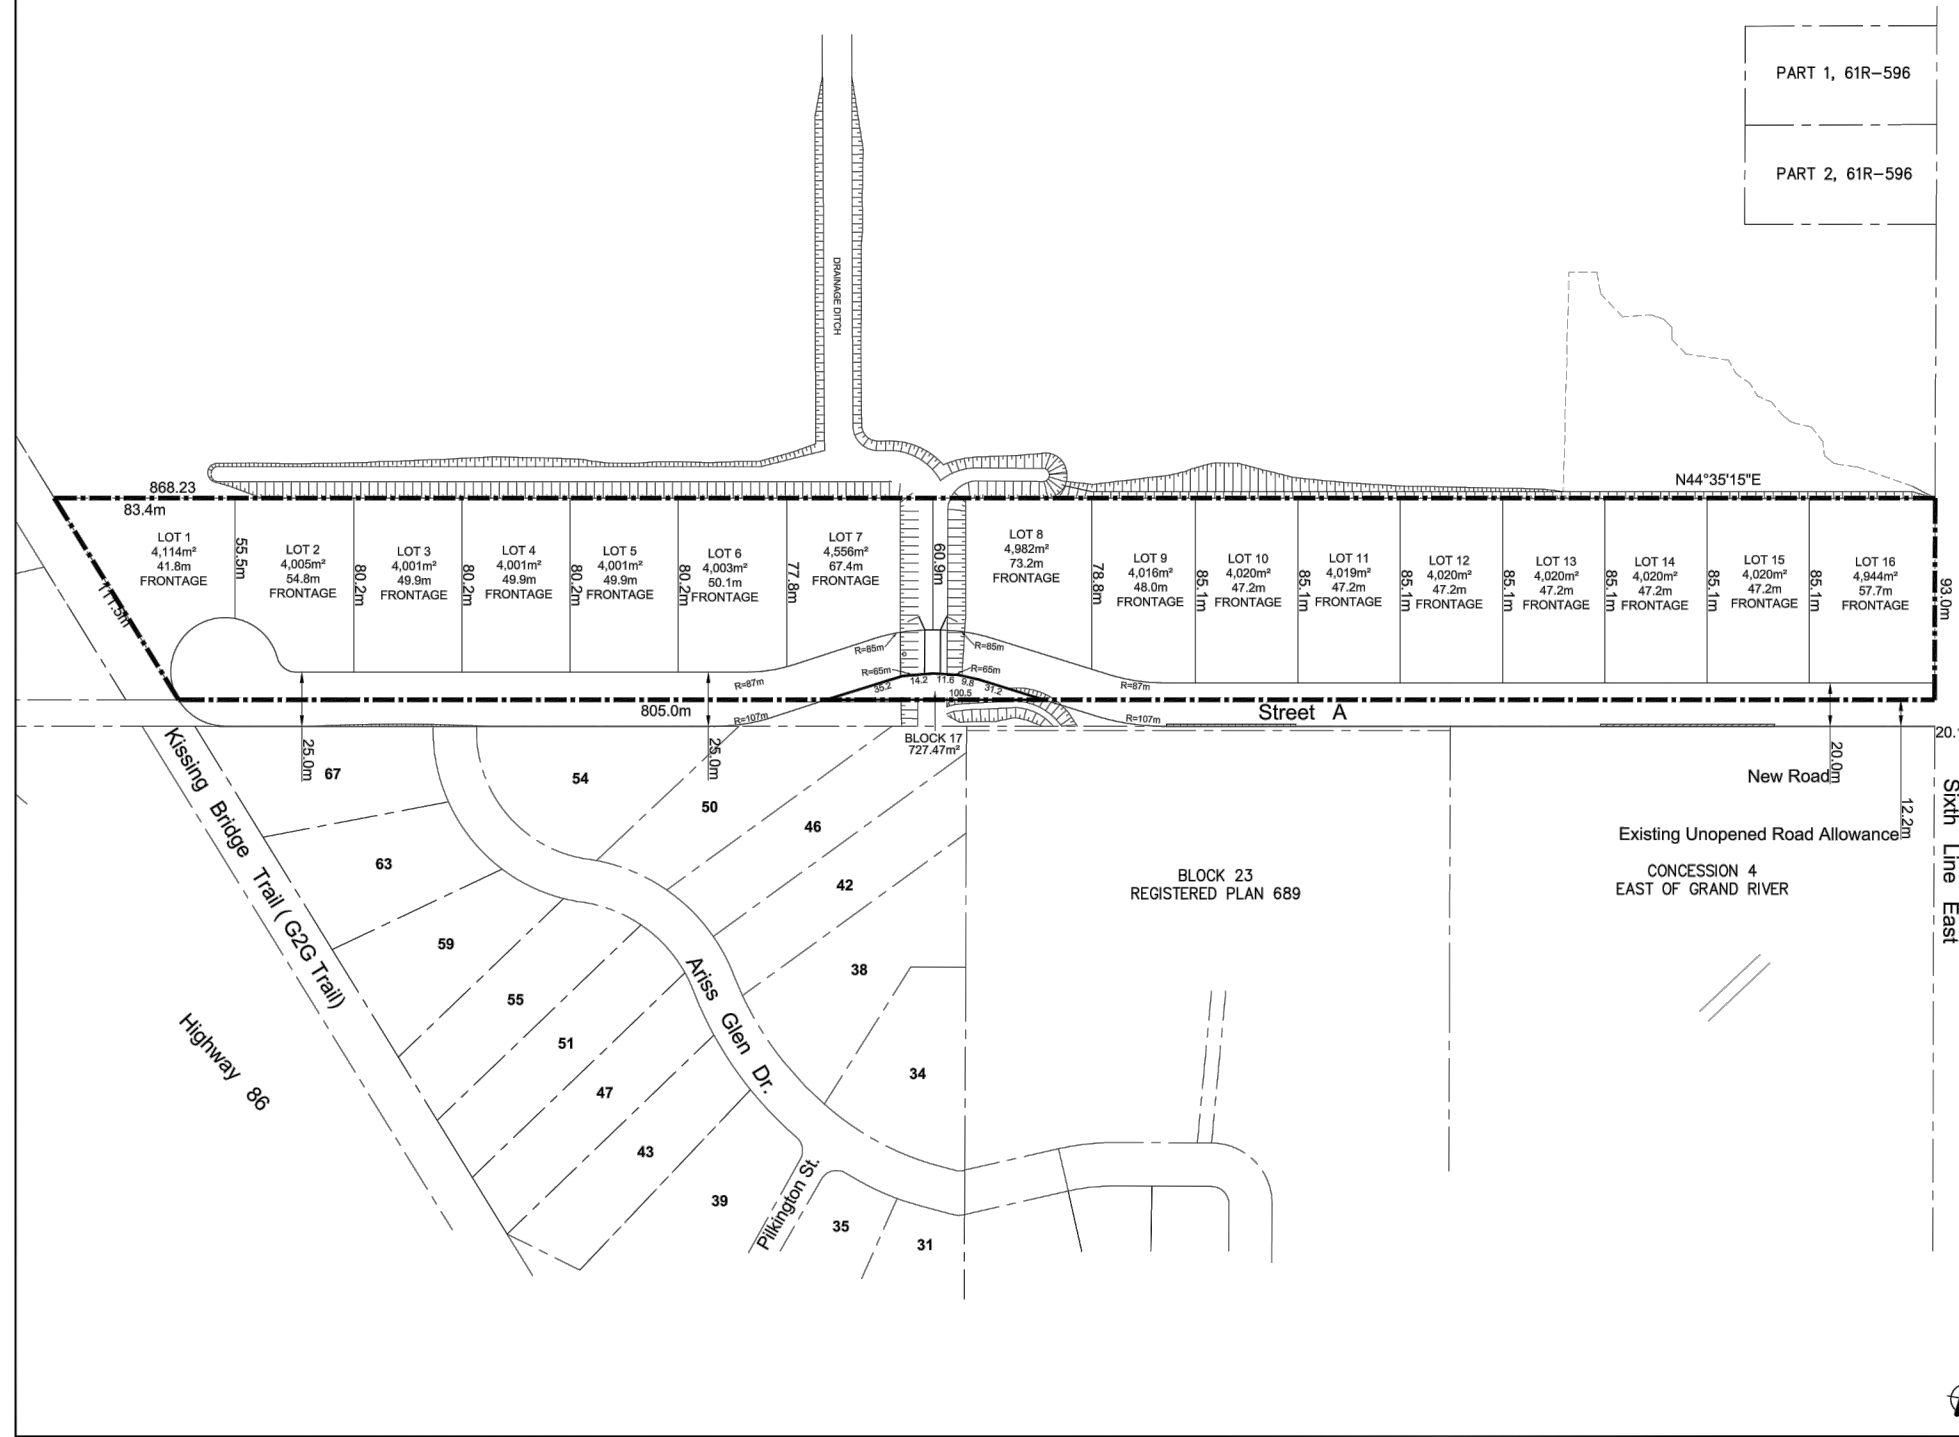 PART 1, 61R-596
PART 2, 61R-596
DRAINAGE DITCH
868.23
N44°35'15"E
83.4m
111.5m
LOT 1
4,114m²
41.8m
FRONTAGE
55.5m
LOT 2
4,005m²
54.8m
FRONTAGE
80.2m
LOT 3
4,001m²
49.9m
FRONTAGE
80.2m
LOT 4
4,001m²
49.9m
FRONTAGE
80.2m
LOT 5
4,001m²
49.9m
FRONTAGE
80.2m
LOT 6
4,003m²
50.1m
FRONTAGE
77.8m
LOT 7
4,556m²
67.4m
FRONTAGE
60.9m
LOT 8
4,982m²
73.2m
FRONTAGE
78.8m
LOT 9
4,016m²
48.0m
FRONTAGE
85.1m
LOT 10
4,020m²
47.2m
FRONTAGE
85.1m
LOT 11
4,019m²
47.2m
FRONTAGE
85.1m
LOT 12
4,020m²
47.2m
FRONTAGE
85.1m
LOT 13
4,020m²
47.2m
FRONTAGE
85.1m
LOT 14
4,020m²
47.2m
FRONTAGE
85.1m
LOT 15
4,020m²
47.2m
FRONTAGE
85.1m
LOT 16
4,944m²
57.7m
FRONTAGE
93.0m
R=85m
R=85m
R=65m
R=65m
R=87m
R=87m
35.2
14.2
11.6
9.8
31.2
100.5
805.0m
R=107m
R=107m
Street A
25.0m
25.0m
BLOCK 17
727.47m²
20.0m
12.2m
20.
New Road
Existing Unopened Road Allowance
CONCESSION 4
EAST OF GRAND RIVER
BLOCK 23
REGISTERED PLAN 689
Sixth Line East
Kissing Bridge Trail ( G2G Trail)
Highway 86
Ariss Glen Dr.
Pilkington St.
67
54
50
46
63
42
59
38
55
51
34
47
43
39
35
31